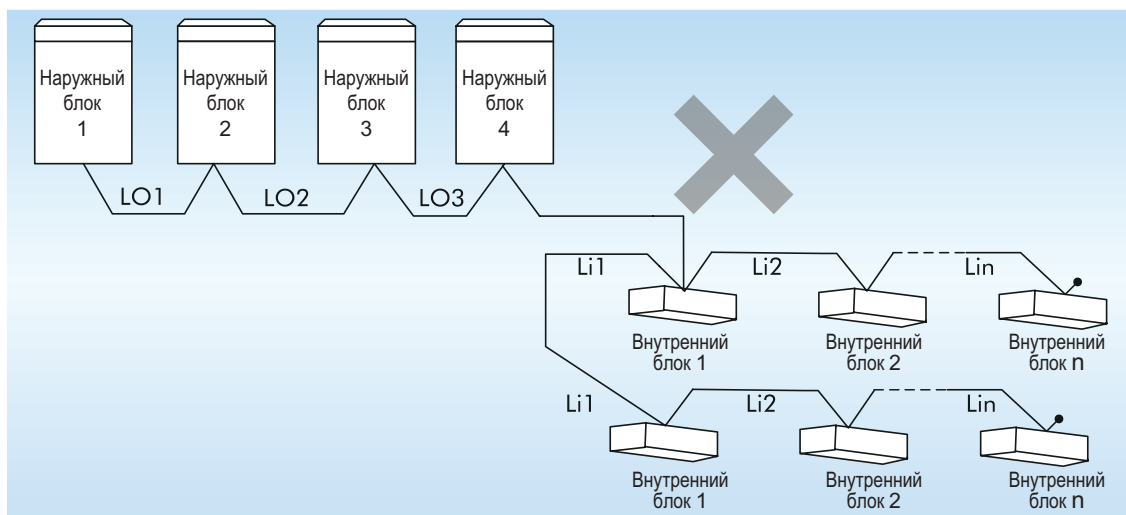 Наружный
блок
1
Наружный
блок
2
Наружный
блок
3
Наружный
блок
4
LO1
LO2
LO3
Li1
Li2
Lin
Внутренний
блок 1
Внутренний
блок 2
Внутренний
блок n
Li1
Li2
Lin
Внутренний
блок 1
Внутренний
блок 2
Внутренний
блок n